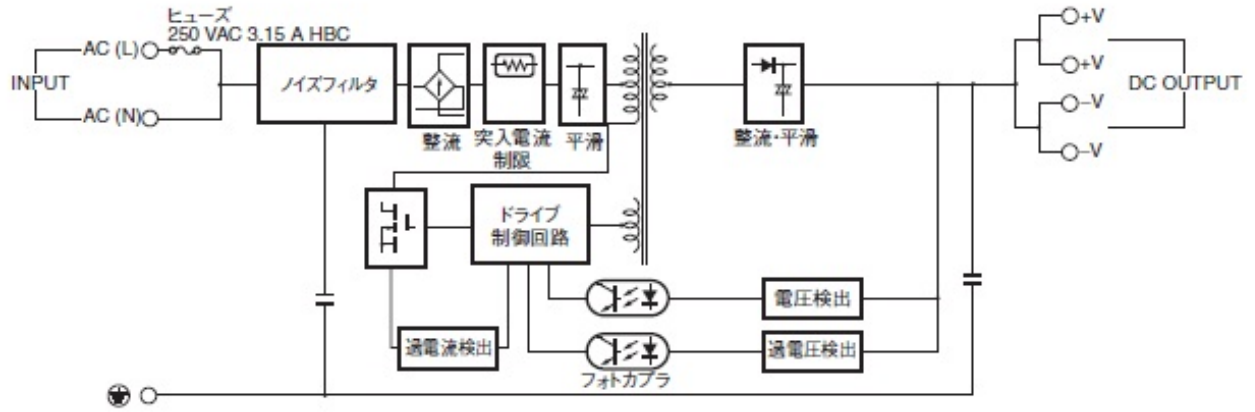 ヒューズ
250 VAC 3.15 A HBC
AC (L)
INPUT
AC (N)
ノイズフィルタ
整流
突入電流
制限
平滑
整流・平滑
+V
+V
DC OUTPUT
−V
−V
ドライブ
制御回路
電圧検出
過電流検出
過電圧検出
フォトカプラ